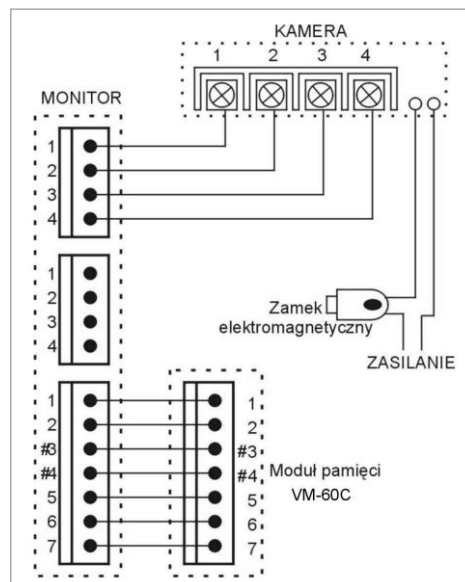 KAMERA
1 2 3 4
MONITOR
1
2
3
4
1
2
3
4
Zamek
elektromagnetyczny
ZASILANIE
1 1
2 2
#3 #3
#4 #4
5 5
6 6
7 7
Moduł pamięci
VM-60C